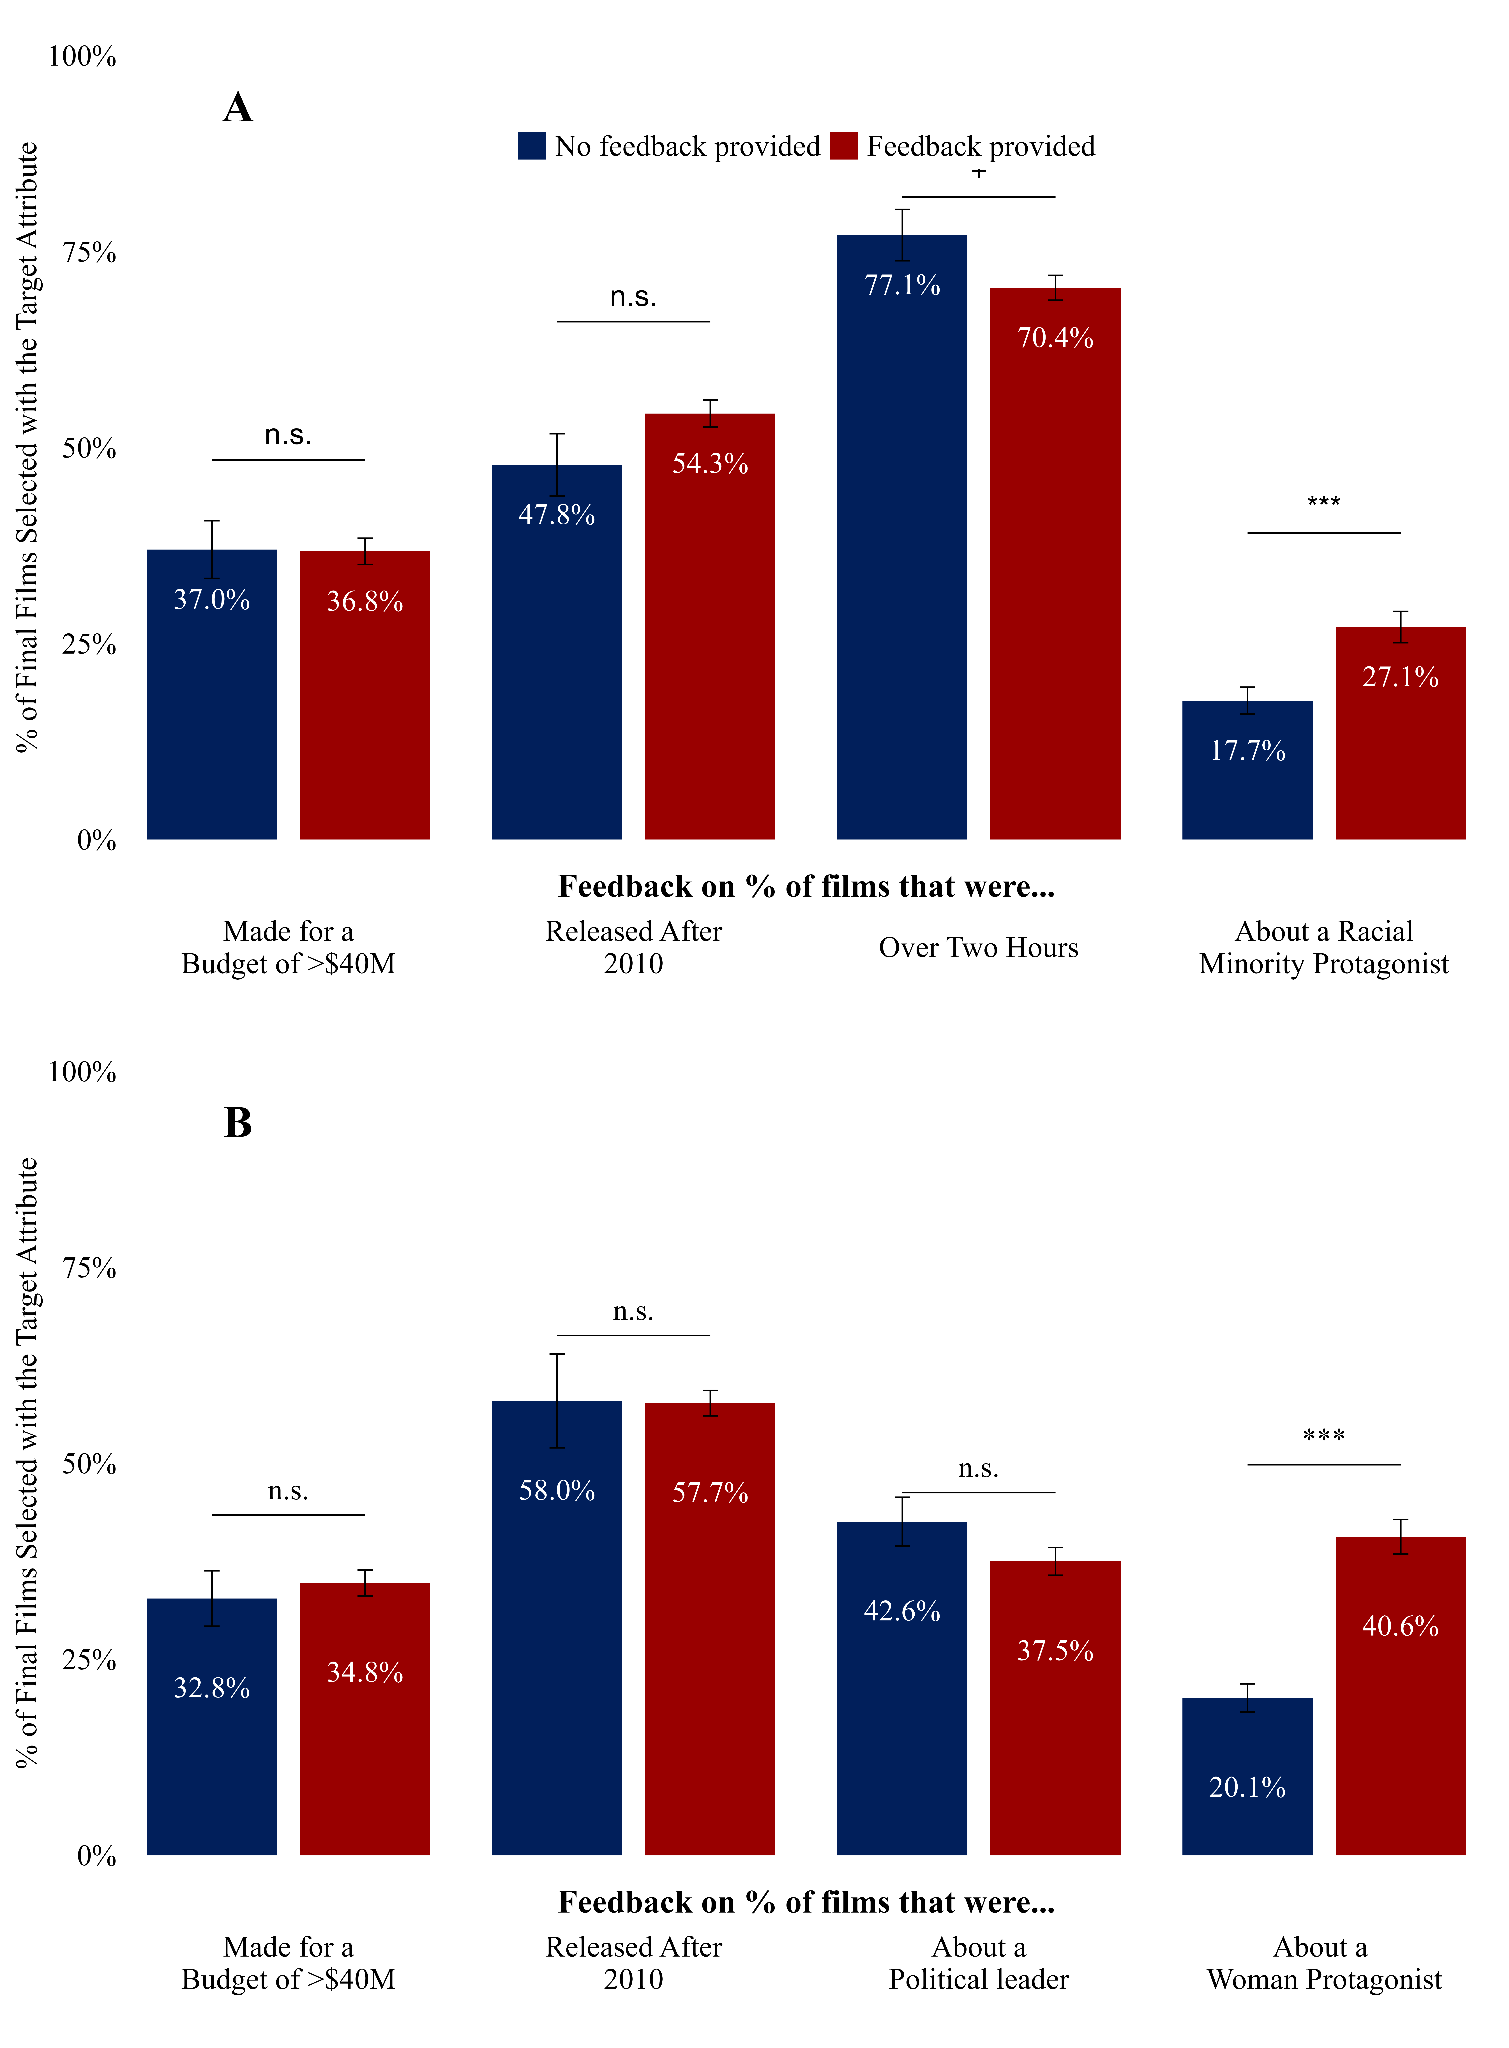 100%
A
No feedback provided Feedback provided
†
75%
n.s.
77.1%
70.4%
% of Final Films Selected with the Target Attribute
50%
n.s.
47.8%
54.3%
***
37.0%
36.8%
25%
27.1%
17.7%
0%
Feedback on % of films that were...
Made for a
Budget of >$40M
Released After
2010
Over Two Hours
About a Racial
Minority Protagonist
100%
B
75%
n.s.
% of Final Films Selected with the Target Attribute
50%
n.s.
58.0%
57.7%
n.s.
***
42.6%
37.5%
40.6%
25%
32.8%
34.8%
20.1%
0%
Feedback on % of films that were...
Made for a
Budget of >$40M
Released After
2010
About a
Political leader
About a
Woman Protagonist